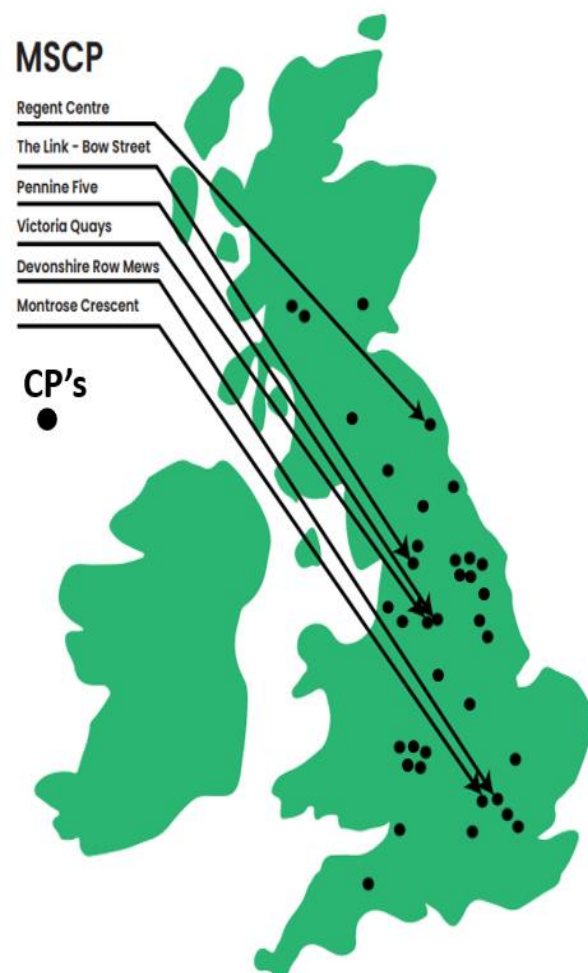 MSCP
Regent Centre
The Link - Bow Street
Pennine Five
Victoria Quays
Devonshire Row Mews
Montrose Crescent
CP's